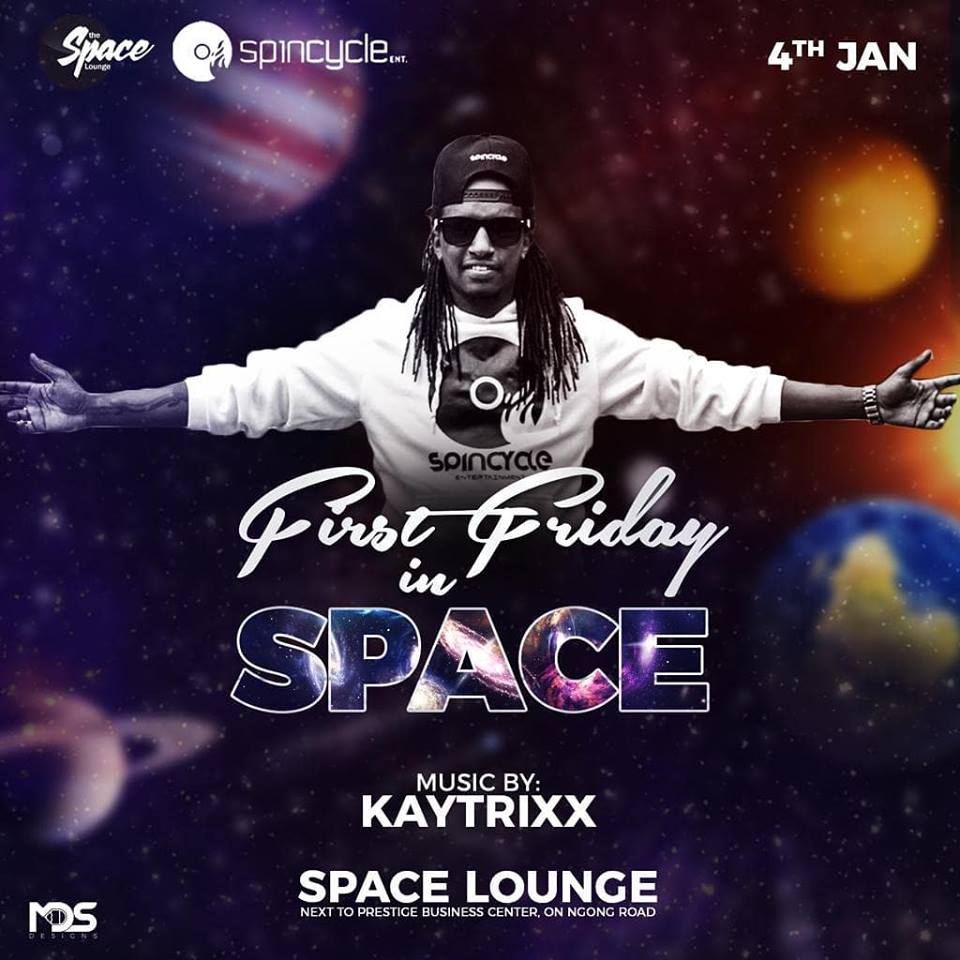 the
Space
Lounge
spincycle ENT.
4TH JAN
SPINCYCLE
SPINCYCLE
ENTERTAINMENT
First Friday
in
SPACE
MUSIC BY:
KAYTRIXX
SPACE LOUNGE
NEXT TO PRESTIGE BUSINESS CENTER, ON NGONG ROAD
MDS
DESIGNS